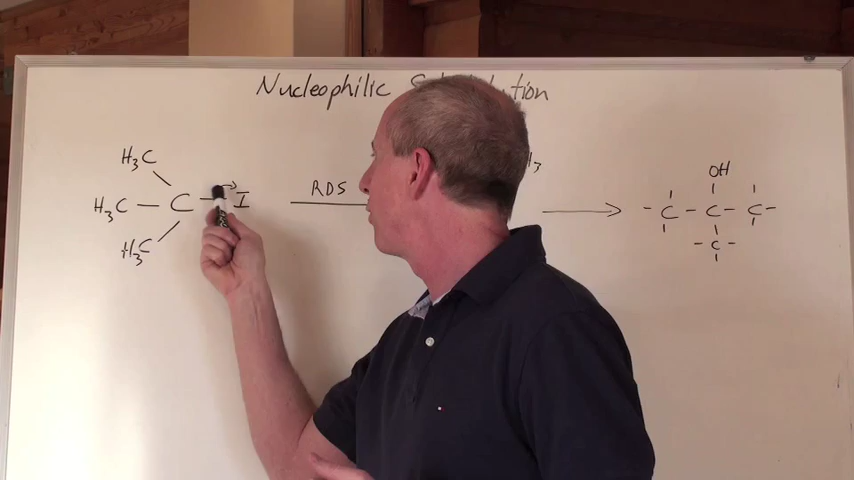 Nucleophilic
H₃C
H₃C — C — I
H₃C
RDS
OH
- C - C - C -
- C -